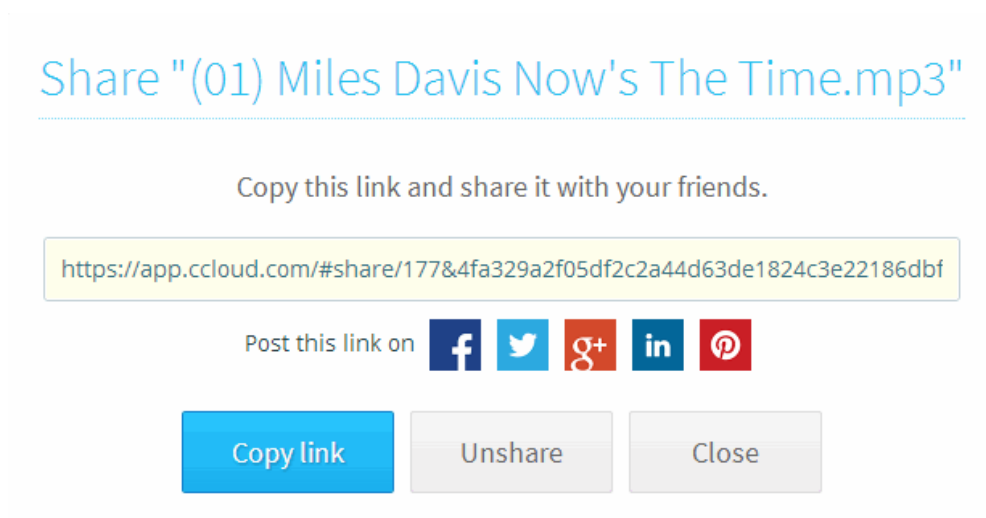 Share "(01) Miles Davis Now's The Time.mp3"
Copy this link and share it with your friends.
https://app.ccloud.com/#share/177&4fa329a2f05df2c2a44d63de1824c3e22186dbf
Post this link on f g+ in
Copy link Unshare Close